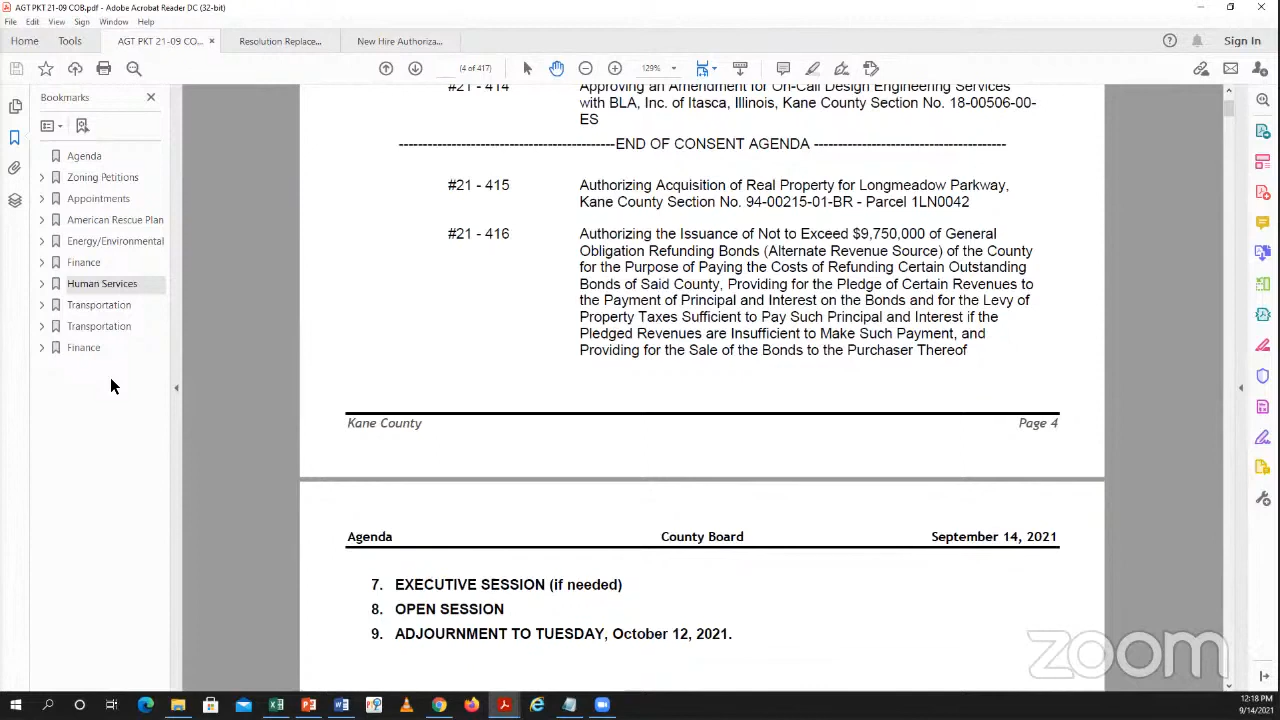 AGT PKT 21-09 COB.pdf - Adobe Acrobat Reader DC (32-bit)
File Edit View Sign Window Help
Home Tools AGT PKT 21-09 CO... × Resolution Replace... New Hire Authoriza... Sign In
(4 of 417) 129%
Bookmarks
Agenda
Zoning Petitions
Appointments
American Rescue Plan
Energy/Environmental
Finance
Human Services
Transportation
Transportation
Finance
#21 - 414 Approving an Amendment for On-Call Design Engineering Services
with BLA, Inc. of Itasca, Illinois, Kane County Section No. 18-00506-00-
ES
END OF CONSENT AGENDA
#21 - 415 Authorizing Acquisition of Real Property for Longmeadow Parkway,
Kane County Section No. 94-00215-01-BR - Parcel 1LN0042
#21 - 416 Authorizing the Issuance of Not to Exceed $9,750,000 of General
Obligation Refunding Bonds (Alternate Revenue Source) of the County
for the Purpose of Paying the Costs of Refunding Certain Outstanding
Bonds of Said County, Providing for the Pledge of Certain Revenues to
the Payment of Principal and Interest on the Bonds and for the Levy of
Property Taxes Sufficient to Pay Such Principal and Interest if the
Pledged Revenues are Insufficient to Make Such Payment, and
Providing for the Sale of the Bonds to the Purchaser Thereof
Kane County Page 4
Agenda County Board September 14, 2021
7. EXECUTIVE SESSION (if needed)
8. OPEN SESSION
9. ADJOURNMENT TO TUESDAY, October 12, 2021.
zoom
12:18 PM
9/14/2021